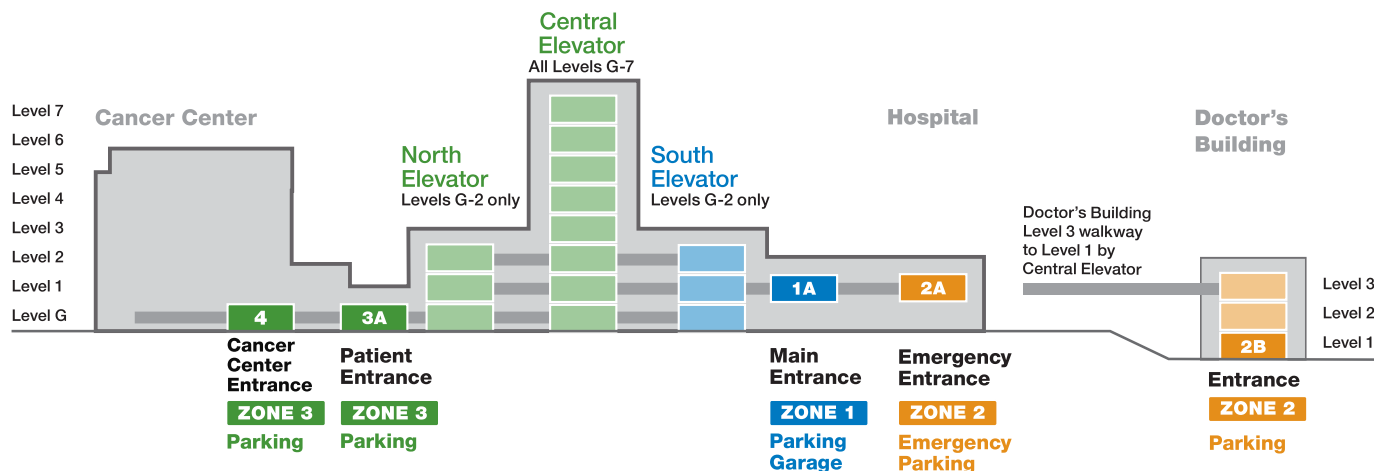 Central
Elevator
All Levels G-7
Level 7
Level 6
Level 5
Level 4
Level 3
Level 2
Level 1
Level G
Cancer Center
North
Elevator
Levels G-2 only
South
Elevator
Levels G-2 only
Hospital
Doctor's
Building
Doctor's Building
Level 3 walkway
to Level 1 by
Central Elevator
Level 3
Level 2
Level 1
4
3A
1A
2A
2B
Cancer
Center
Entrance
ZONE 3
Parking
Patient
Entrance
ZONE 3
Parking
Main
Entrance
ZONE 1
Parking
Garage
Emergency
Entrance
ZONE 2
Emergency
Parking
Entrance
ZONE 2
Parking